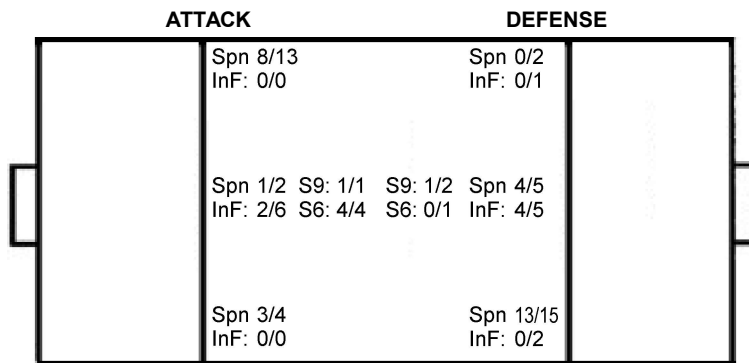 ATTACK DEFENSE
Spn 8/13 Spn 0/2
InF: 0/0 InF: 0/1
Spn 1/2 S9: 1/1 S9: 1/2 Spn 4/5
InF: 2/6 S6: 4/4 S6: 0/1 InF: 4/5
Spn 3/4 Spn 13/15
InF: 0/0 InF: 0/2